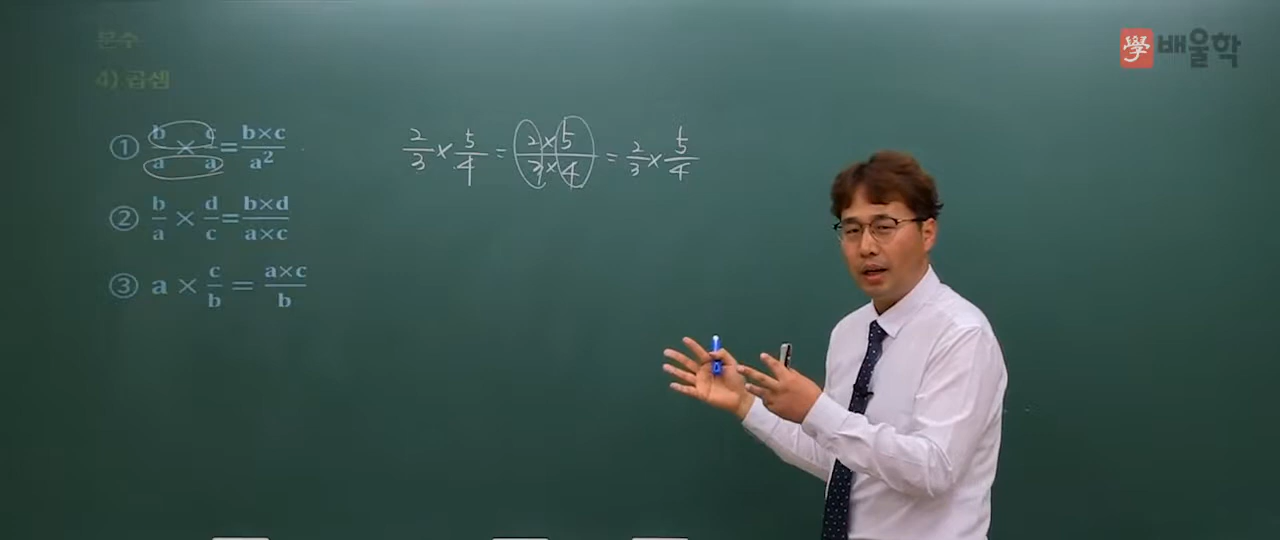 분수
4) 곱셈
學 배울학
① b/a × c/a = b×c/a²
② b/a × d/c = b×d/a×c
③ a × c/b = a×c/b
2/3 × 5/4 = 2×5/3×4 = 2/3 × 5/4